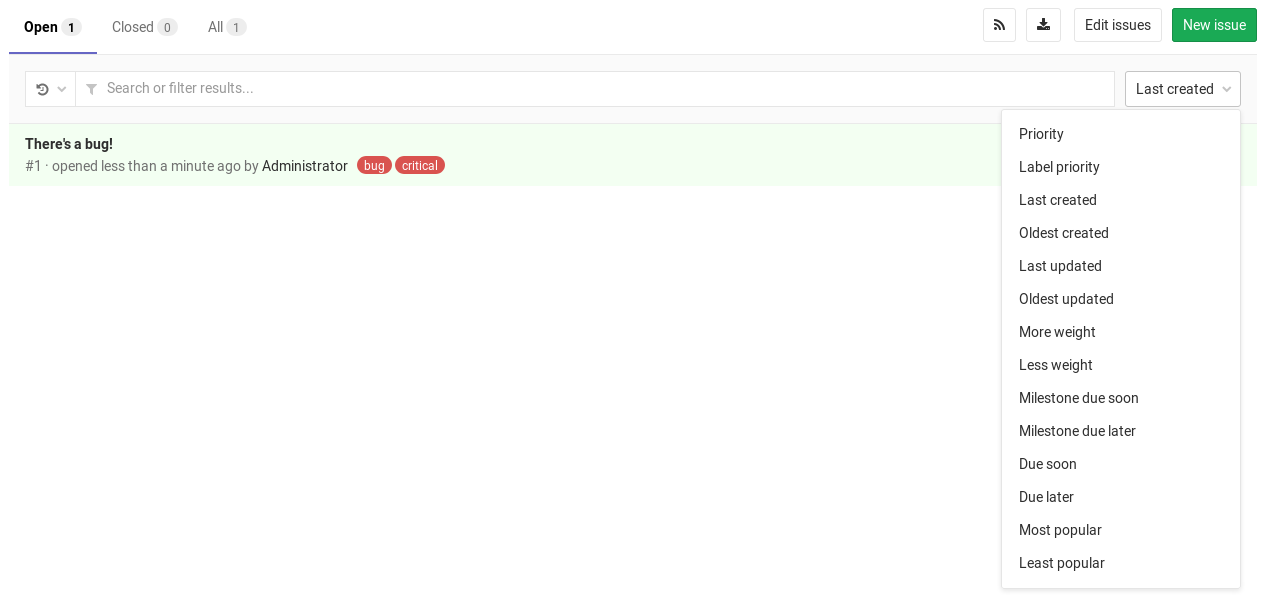 Open 1 Closed 0 All 1 Edit issues New issue
Search or filter results... Last created
There's a bug!
#1 · opened less than a minute ago by Administrator bug critical
Priority
Label priority
Last created
Oldest created
Last updated
Oldest updated
More weight
Less weight
Milestone due soon
Milestone due later
Due soon
Due later
Most popular
Least popular